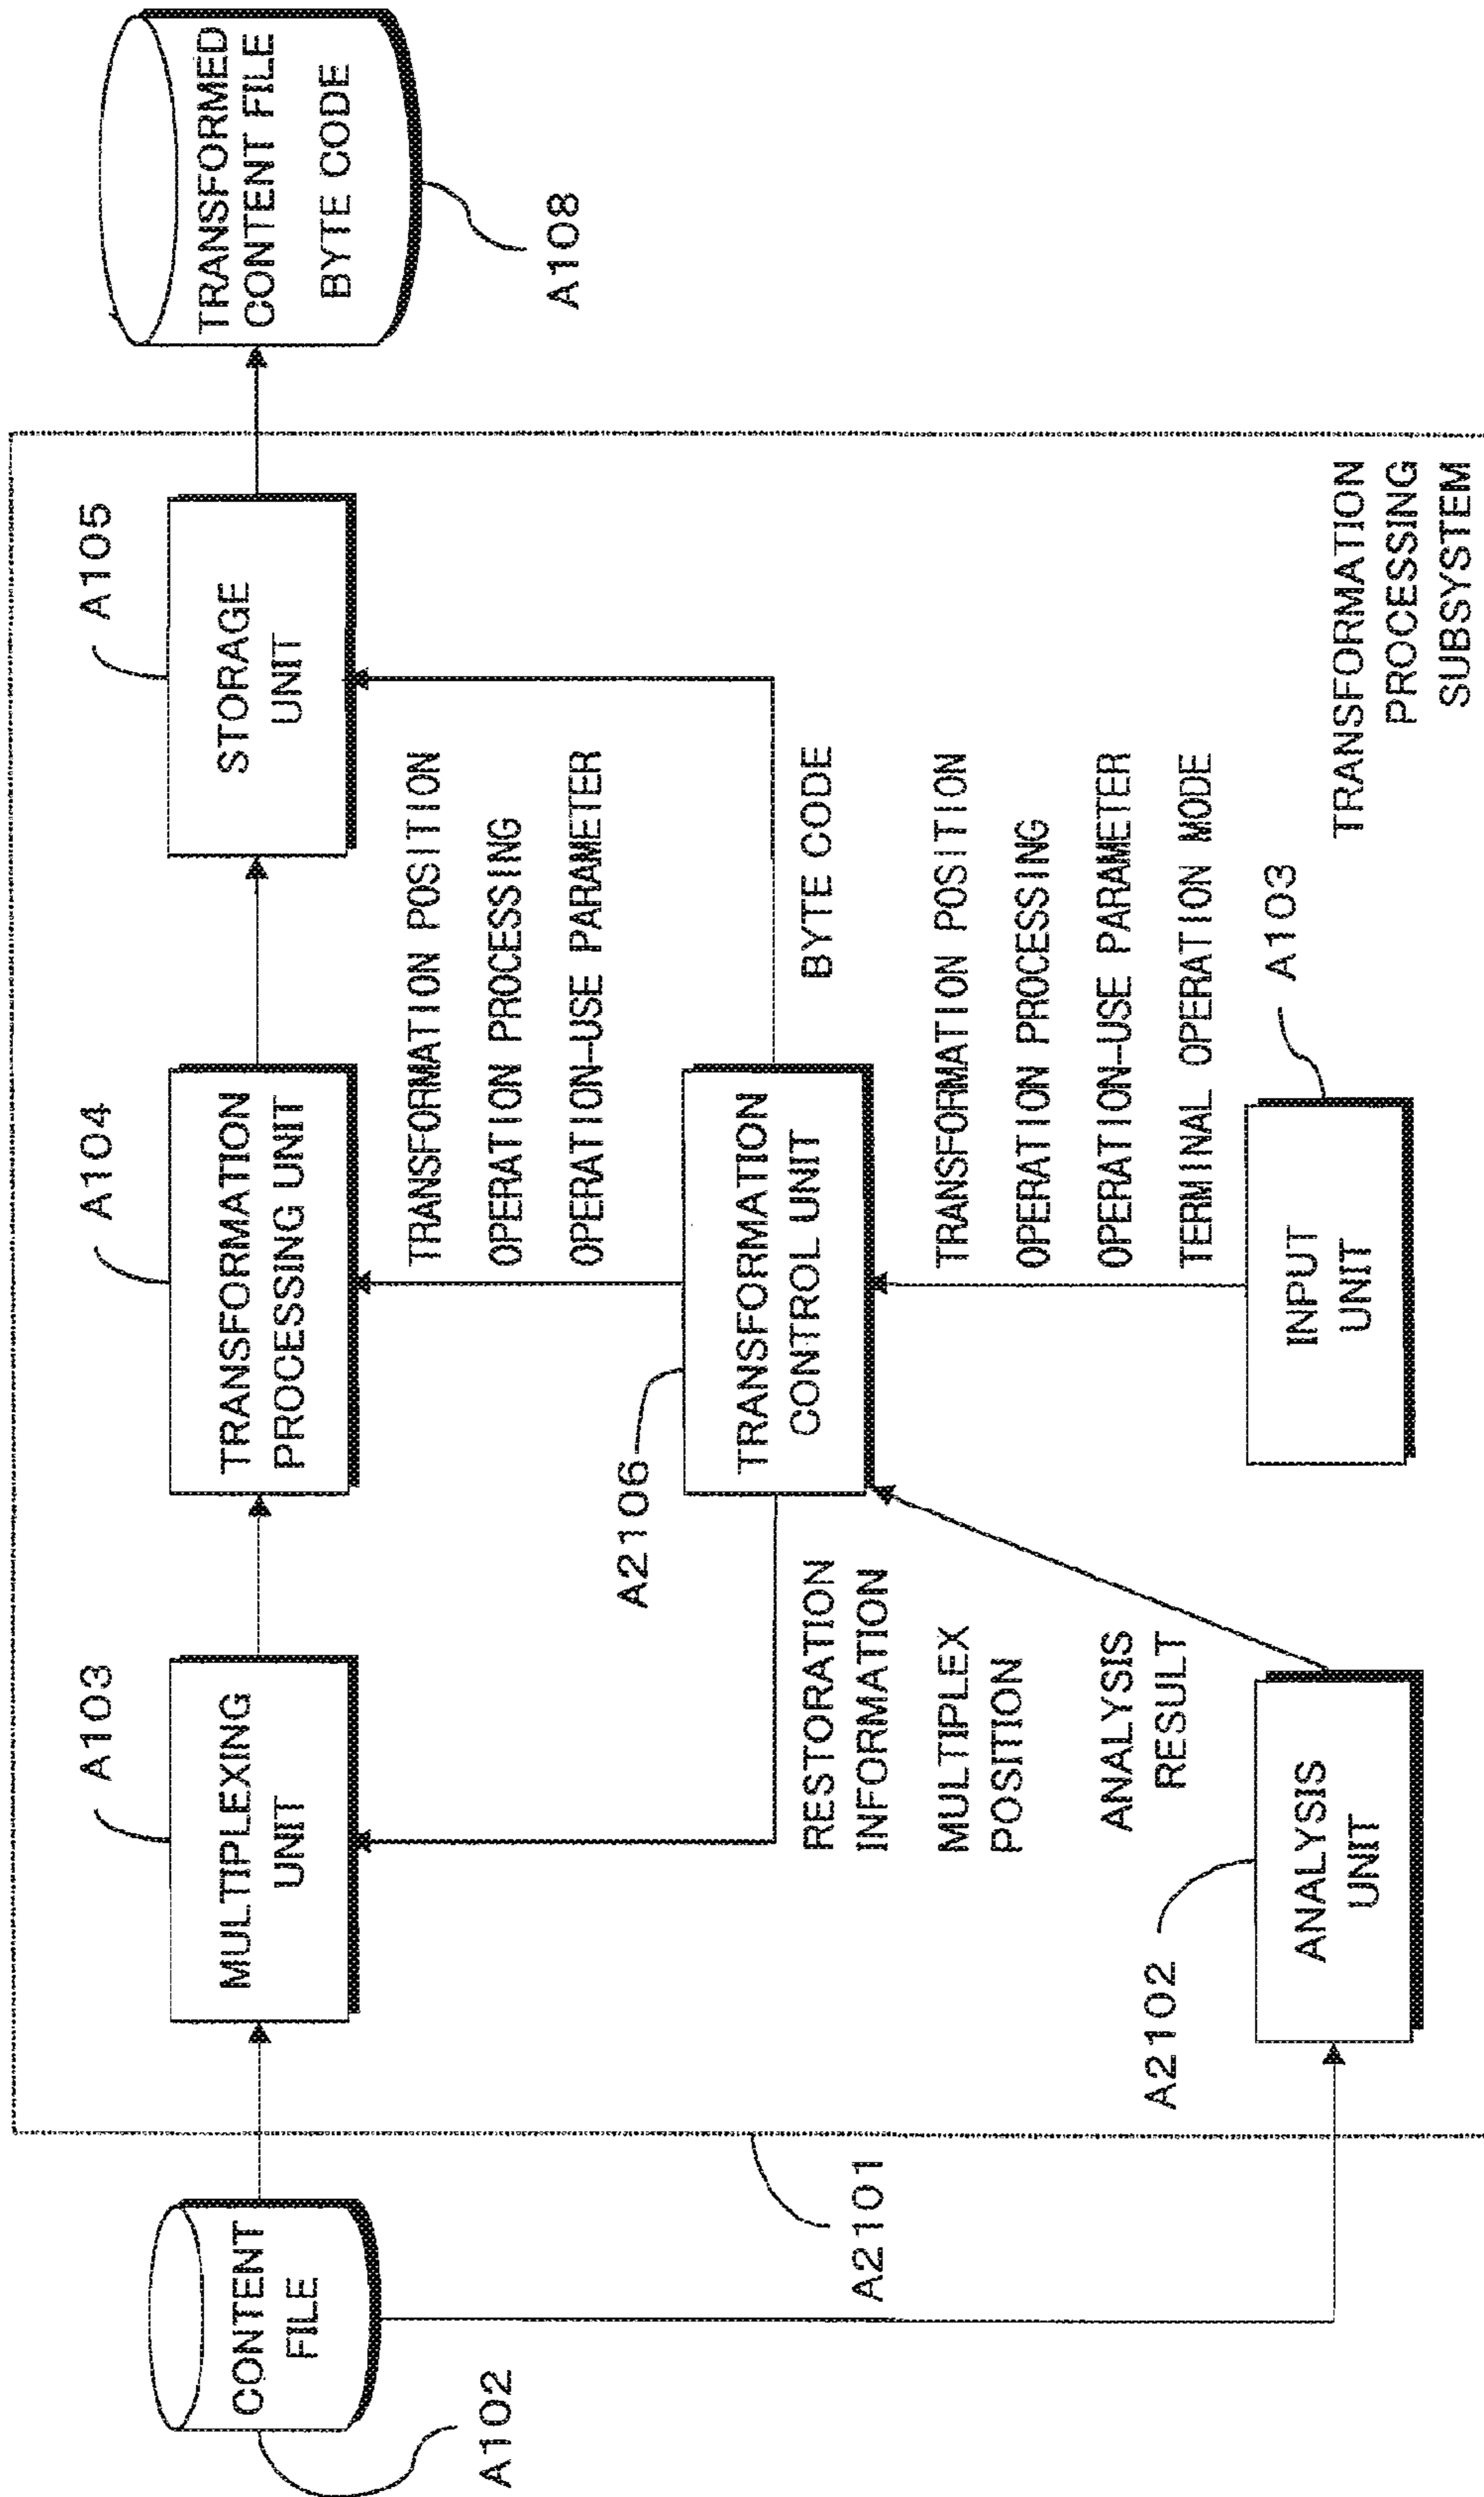 A102
CONTENT
FILE
A103
MULTIPLEXING
UNIT
A104
TRANSFORMATION
PROCESSING UNIT
A105
STORAGE
UNIT
TRANSFORMED
CONTENT FILE
BYTE CODE
A108
TRANSFORMATION POSITION
OPERATION PROCESSING
OPERATION-USE PARAMETER
A2106
TRANSFORMATION
CONTROL UNIT
BYTE CODE
RESTORATION
INFORMATION
MULTIPLEX
POSITION
A2101
TRANSFORMATION POSITION
OPERATION PROCESSING
OPERATION-USE PARAMETER
TERMINAL OPERATION MODE
ANALYSIS
RESULT
A2102
ANALYSIS
UNIT
A103
INPUT
UNIT
TRANSFORMATION
PROCESSING
SUBSYSTEM